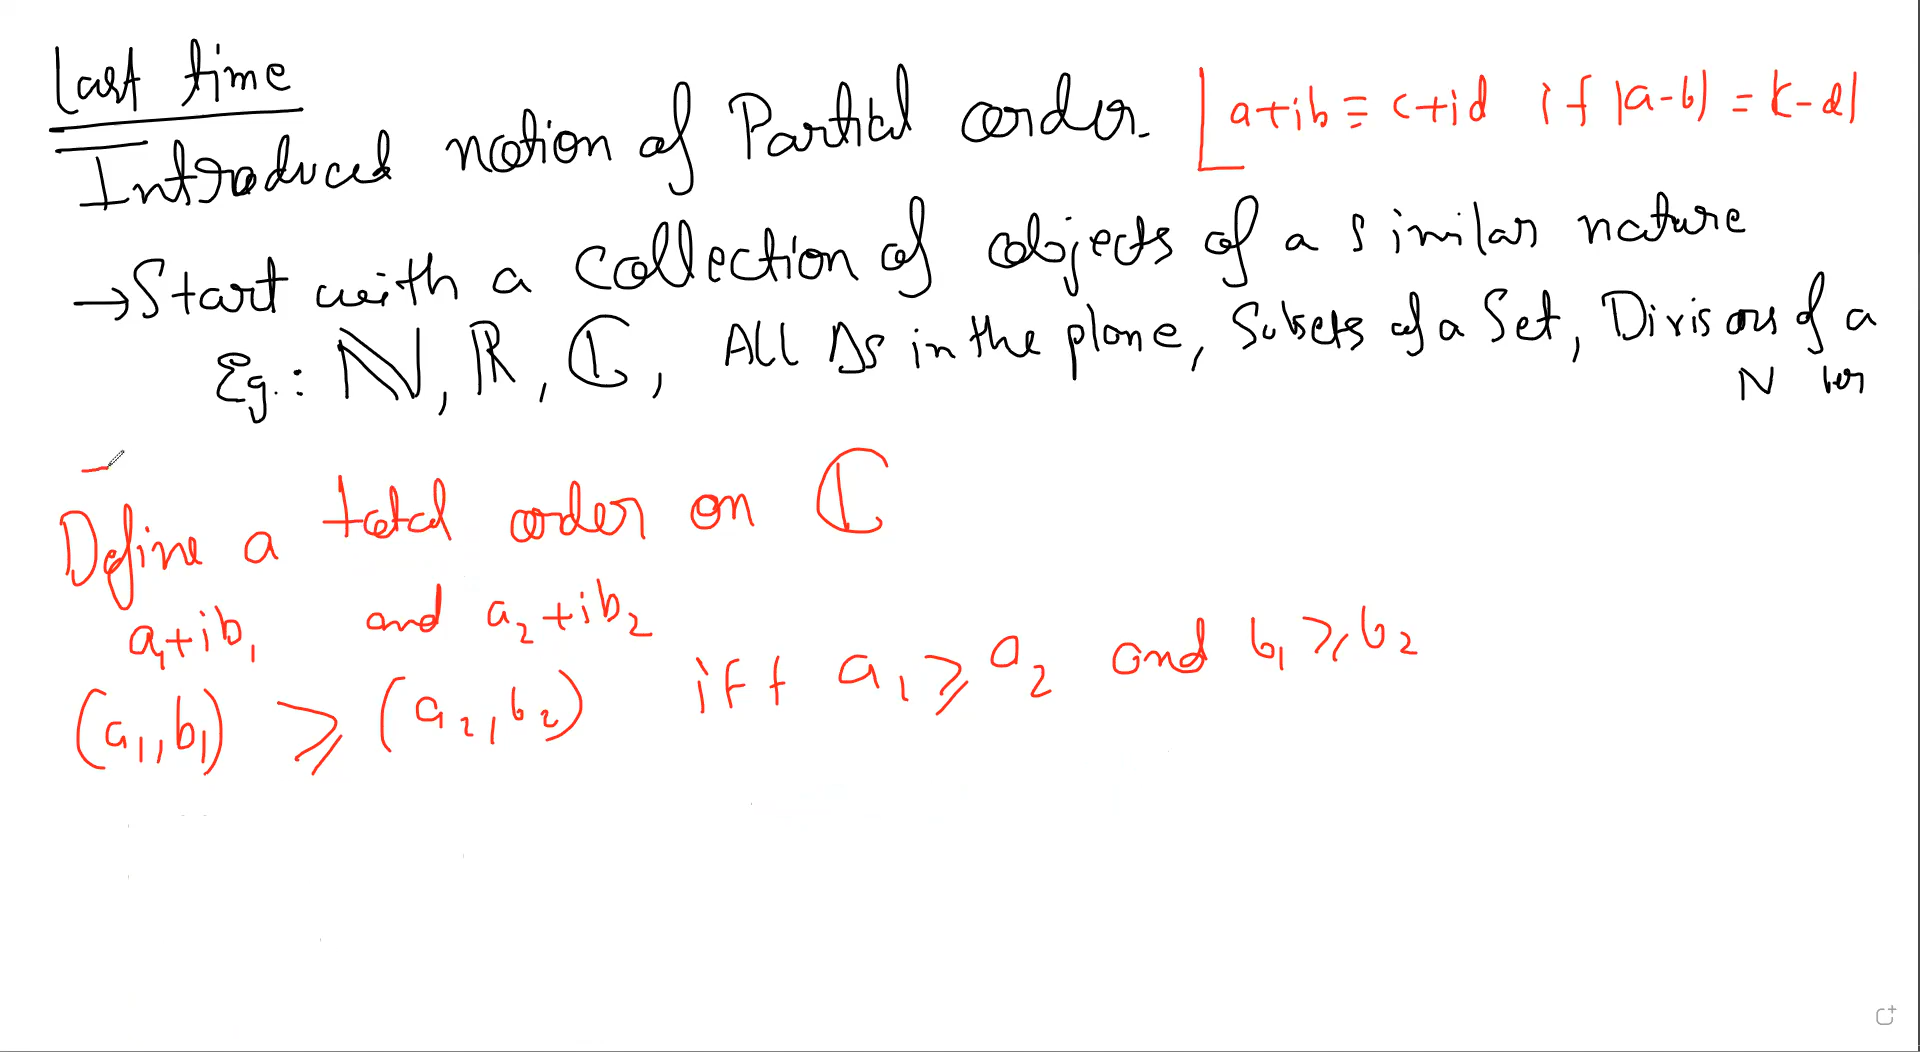 Last time
Introduced notion of Partial order. a+ib ≡ c+id if |a-b| = |c-d|
→ Start with a collection of objects of a similar nature
Eg.: ℕ, ℝ, ℂ, All Δs in the plane, Subsets of a Set, Divisors of a
N ber
Define a total order on ℂ
a₁+ib₁ and a₂+ib₂
(a₁,b₁) ⩾ (a₂,b₂) iff a₁ ⩾ a₂ and b₁ ⩾ b₂